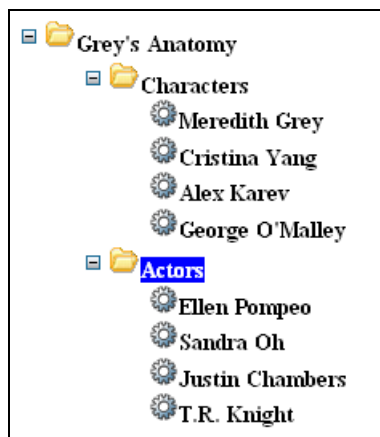 Grey's Anatomy
Characters
Meredith Grey
Cristina Yang
Alex Karev
George O'Malley
Actors
Ellen Pompeo
Sandra Oh
Justin Chambers
T.R. Knight